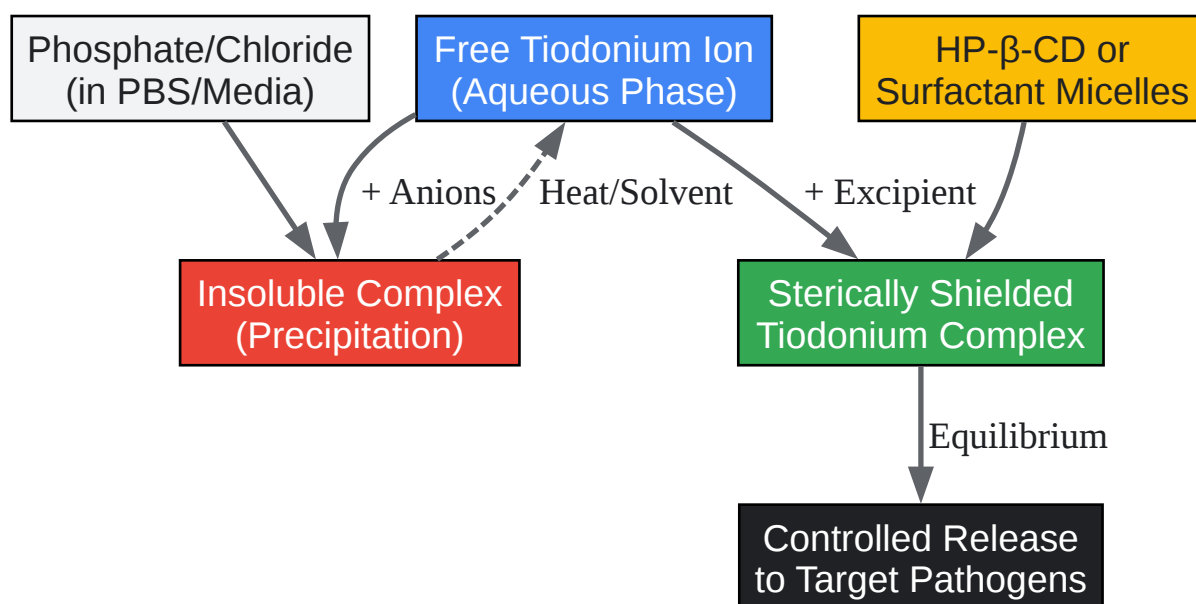 Phosphate/Chloride
(in PBS/Media)
Free Tiodonium Ion
(Aqueous Phase)
HP-β-CD or
Surfactant Micelles
+ Anions
Heat/Solvent
+ Excipient
Insoluble Complex
(Precipitation)
Sterically Shielded
Tiodonium Complex
Equilibrium
Controlled Release
to Target Pathogens